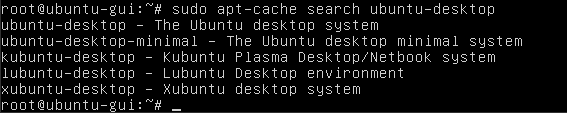 root@ubuntu-gui:~# sudo apt-cache search ubuntu-desktop
ubuntu-desktop - The Ubuntu desktop system
ubuntu-desktop-minimal - The Ubuntu desktop minimal system
kubuntu-desktop - Kubuntu Plasma Desktop/Netbook system
lubuntu-desktop - Lubuntu Desktop environment
xubuntu-desktop - Xubuntu desktop system
root@ubuntu-gui:~# _